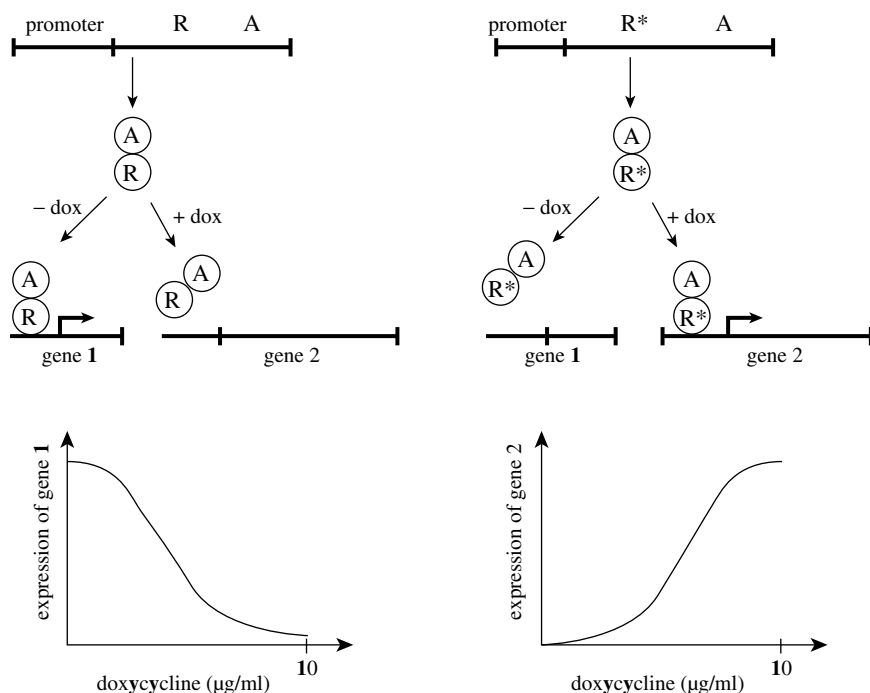 promoter R A
promoter R* A
A
R
A
R*
– dox
+ dox
– dox
+ dox
A
R
A
R
A
R*
A
R*
gene 1
gene 2
gene 1
gene 2
expression of gene 1
10
doxycycline (µg/ml)
expression of gene 2
10
doxycycline (µg/ml)